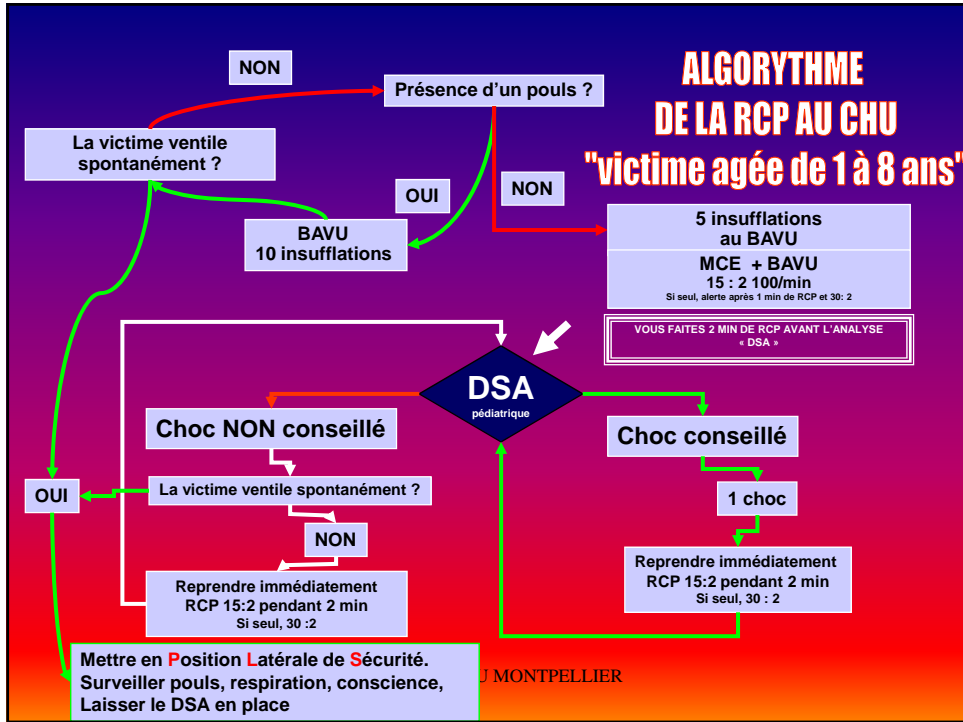 ALGORYTHME
DE LA RCP AU CHU
"victime agée de 1 à 8 ans"
NON
Présence d'un pouls ?
La victime ventile
spontanément ?
OUI
NON
BAVU
10 insufflations
5 insufflations
au BAVU
MCE + BAVU
15 : 2 100/min
Si seul, alerte après 1 min de RCP et 30: 2
VOUS FAITES 2 MIN DE RCP AVANT L'ANALYSE
« DSA »
DSA
pédiatrique
Choc NON conseillé
Choc conseillé
OUI
La victime ventile spontanément ?
1 choc
NON
Reprendre immédiatement
RCP 15:2 pendant 2 min
Si seul, 30 :2
Reprendre immédiatement
RCP 15:2 pendant 2 min
Si seul, 30 : 2
Mettre en Position Latérale de Sécurité.
Surveiller pouls, respiration, conscience,
Laisser le DSA en place
MONTPELLIER